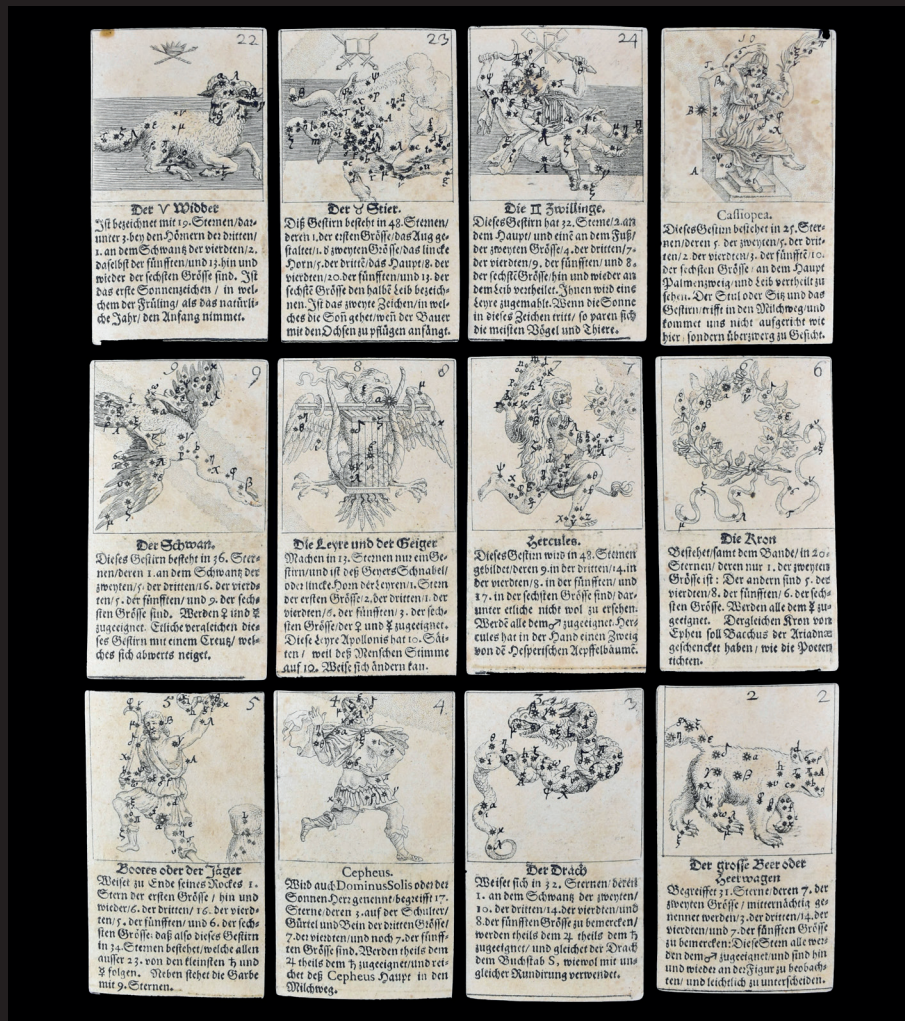 22
Der ♈ Widder
Ist bezeichnet mit 19. Sternen/dar-
unter 3. bey den Hörnern der dritten/
1. an dem Schwantz der vierdten/2.
daselbst der fünfften/und 13. hin und
wieder der sechsten Grösse sind. Ist
das erste Sonnenzeichen / in wel-
chem der Früling/ als das natürli-
che Jahr/ den Anfang nimmet.
23
Der ♉ Stier.
Diß Gestirn besteht in 48. Sternen/
deren 1. der ersten Grösse/das Aug ge-
staltet/1. d zweyten Grösse/das lincke
Horn/5. der dritte/das Haupt/8. der
vierdten/20. der fünfften/und 13. der
sechstē Grösse den halbē Leib bezeich-
nen. Ist das zweyte Zeichen/in wel-
ches die Soñ gehet/weñ der Bauer
mit den Ochsen zu pflügen anfängt.
24
Die ♊ Zwillinge.
Dieses Gestirn hat 32. Sterne/2. an
dem Haupt/ und einē an dem Fuß/
der zweyten Grösse/4. der dritten/7.
der vierdten/9. der fünfften/ und 8.
der sechstē Grösse/hin und wieder an
dem Leib vertheilet. Ihnen wird eine
Leyre zugemahlt. Wenn die Sonne
in dieses Zeichen tritt/ so paren sich
die meisten Vögel und Thiere.
10
Cassiopea.
Dieses Gestirn bestehet in 25. Ster-
nen/deren 5. der zweyten/5. der drit-
ten/2. der vierdten/3. der fünfftē/10.
der sechsten Grösse / an dem Haupt
Palmenzweig/und Leib vertheilt zu
sehen. Der Stul oder Sitz und das
Gestirn/trifft in den Milchweg/und
kommet uns nicht aufgericht wie
hier / sondern überzwerg zu Gesicht.
9 9
Der Schwan.
Dieses Gestirn besteht in 36. Ster-
nen/deren 1. an dem Schwantz der
zweyten/5. der dritten/16. der vierd-
ten/5. der fünfften/ und 9. der sech-
sten Grösse sind. Werden ♀ und ☿
zugeeignet. Etliche vergleichen die-
ses Gestirn mit einem Creutz/ wel-
ches sich abwerts neiget.
8 8
Die Leyre und der Geiger
Machen in 13. Sternen nur ein Ge-
stirn/und ist deß Geyers Schnabel/
oder lincke Horn der Leyren/1. Stern
der ersten Grösse/2. der dritten/1. der
vierdten/6. der fünfften/ 3. der sech-
sten Grösse/der ♀ und ☿ zugeeignet.
Diese Leyre Apollonis hat 10. Säi-
ten / weil deß Menschen Stimme
auf 10. Weise sich ändern kan.
7 7
Hercules.
Dieses Gestirn wird in 48. Sternen
gebildet/deren 9. in der dritten/14. in
der vierdten/8. in der fünfften/ und
17. in der sechsten Grösse sind/ dar-
unter etliche nicht wol zu ersehen.
Werdē alle dem ♂ zugeeignet. Her-
cules hat in der Hand einen Zweig
von dē Hesperischen Aepffelbäumē.
6 6
Die Kron
Bestehet/samt dem Bande/ in 20.
Sternen/ deren nur 1. der zweyten
Grösse ist: Der andern sind 5. der
vierdten/8. der fünfften/ 6. der sech-
sten Grösse. Werden alle dem ☿ zu-
geeignet. Dergleichen Kron von
Epheu soll Bacchus der Ariadnæ
geschencket haben/ wie die Poeten
tichten.
5 5
Bootes oder der Jäger
Weiset zu Ende seines Rockes 1.
Stern der ersten Grösse / hin und
wieder/6. der dritten/ 16. der vierd-
ten/5. der fünfften/ und 6. der sech-
sten Grösse: daß also dieses Gestirn
in 34. Sternen bestehet/welche allen
ausser 23. von den kleinsten ♄ und
☿ folgen. Neben stehet die Garbe
mit 9. Sternen.
4 4
Cepheus.
Wird auch Dominus Solis oder der
Sonnen Herz genennt/begreifft 17.
Sterne/deren 3. auf der Schulter/
Gürtel und Bein der dritten Grösse/
7. der vierdten/ und noch 7. der fünff-
ten Grösse sind. Werden theils dem
♃ theils dem ♄ zugeeignet/und rei-
chet deß Cepheus Haupt in den
Milchweg.
3 3
Der Drach
Weiset sich in 32. Sternen/ deren
1. an dem Schwantz der zweyten/
10. der dritten/14. der vierdten/und
8 der fünfften Grösse zu bemercken/
werden theils dem ♃ theils dem ♄
zugeeignet/ und gleichet der Drach
dem Buchstab S, wiewol mit un-
gleicher Rundirung verwendet.
2 2
Der grosse Beer oder
Heerwagen
Begreiffet 31. Sterne/deren 7. der
zweyten Grösse / mitternächtig ge-
nennet werden/3. der dritten/14. der
vierdten/und 7. der fünfften Grösse
zu bemercken: Diese Stern alle wer-
den dem ♂ zugeeignet/und sind hin
und wieder an der Figur zu beobach-
ten/ und leichtlich zu unterscheiden.